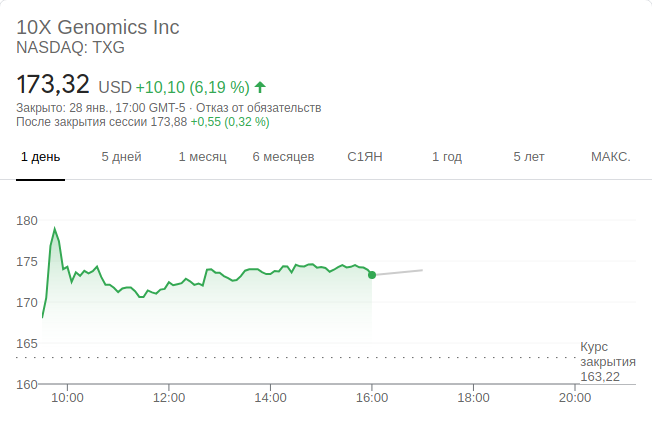 10X Genomics Inc
NASDAQ: TXG
173,32 USD +10,10 (6,19 %)
Закрыто: 28 янв., 17:00 GMT-5 · Отказ от обязательств
После закрытия сессии 173,88 +0,55 (0,32 %)
1 день 5 дней 1 месяц 6 месяцев С1ЯН 1 год 5 лет МАКС.
180
175
170
165
Курс
закрытия
163,22
160
10:00 12:00 14:00 16:00 18:00 20:00